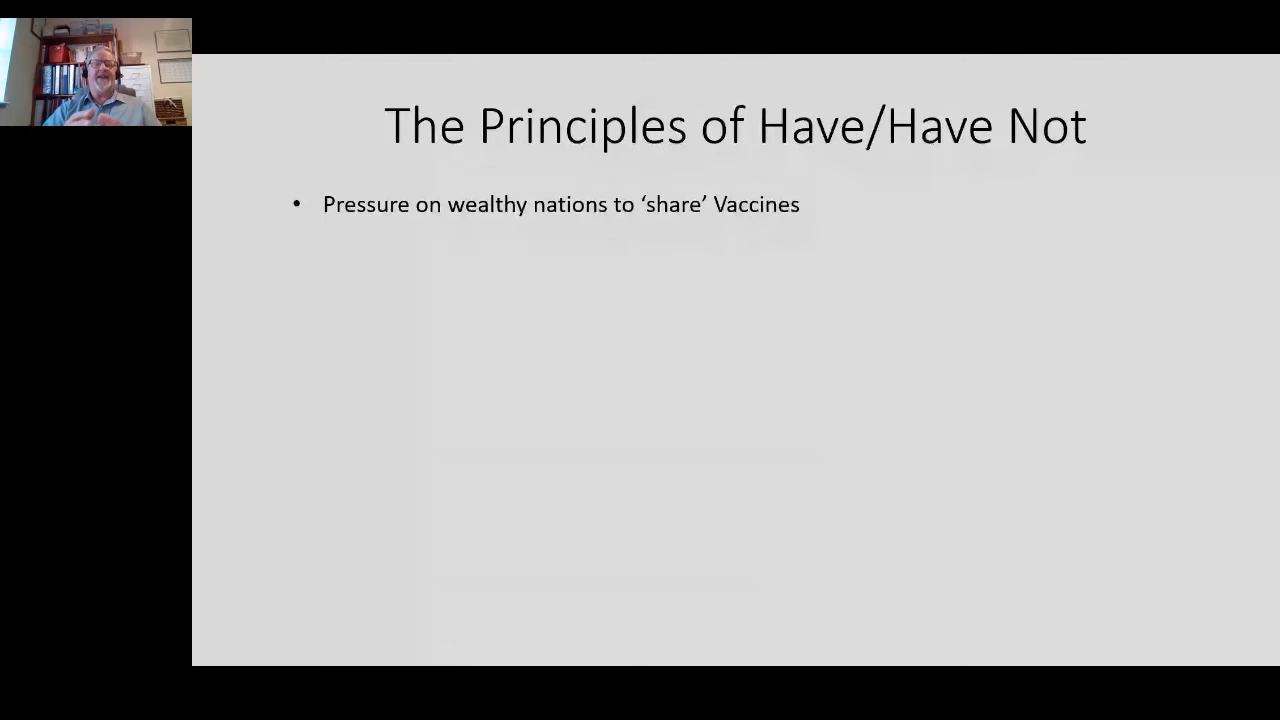 The Principles of Have/Have Not
• Pressure on wealthy nations to ‘share’ Vaccines